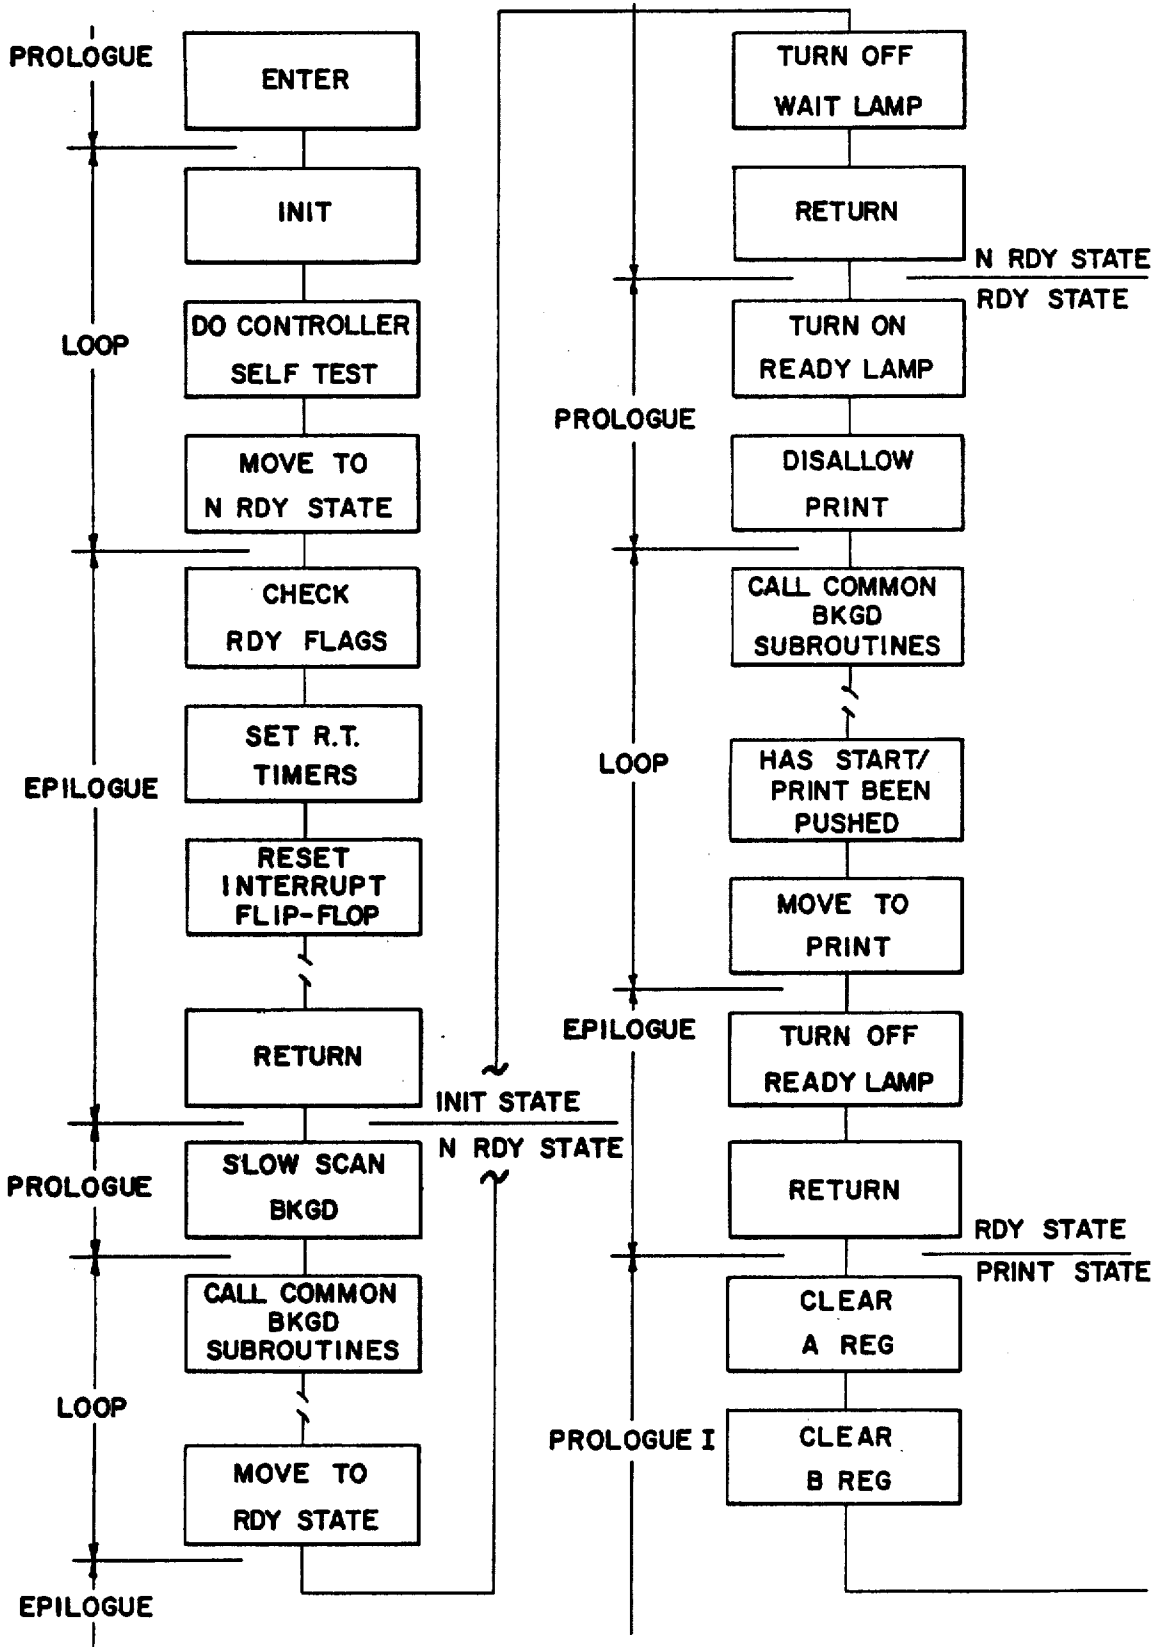 PROLOGUE
ENTER
INIT
LOOP
DO CONTROLLER
SELF TEST
MOVE TO
N RDY STATE
CHECK
RDY FLAGS
SET R.T.
TIMERS
EPILOGUE
RESET
INTERRUPT
FLIP-FLOP
RETURN
INIT STATE
N RDY STATE
PROLOGUE
SLOW SCAN
BKGD
CALL COMMON
BKGD
SUBROUTINES
LOOP
MOVE TO
RDY STATE
EPILOGUE
TURN OFF
WAIT LAMP
RETURN
N RDY STATE
RDY STATE
TURN ON
READY LAMP
PROLOGUE
DISALLOW
PRINT
CALL COMMON
BKGD
SUBROUTINES
LOOP
HAS START/
PRINT BEEN
PUSHED
MOVE TO
PRINT
EPILOGUE
TURN OFF
READY LAMP
RETURN
RDY STATE
PRINT STATE
CLEAR
A REG
PROLOGUE I
CLEAR
B REG